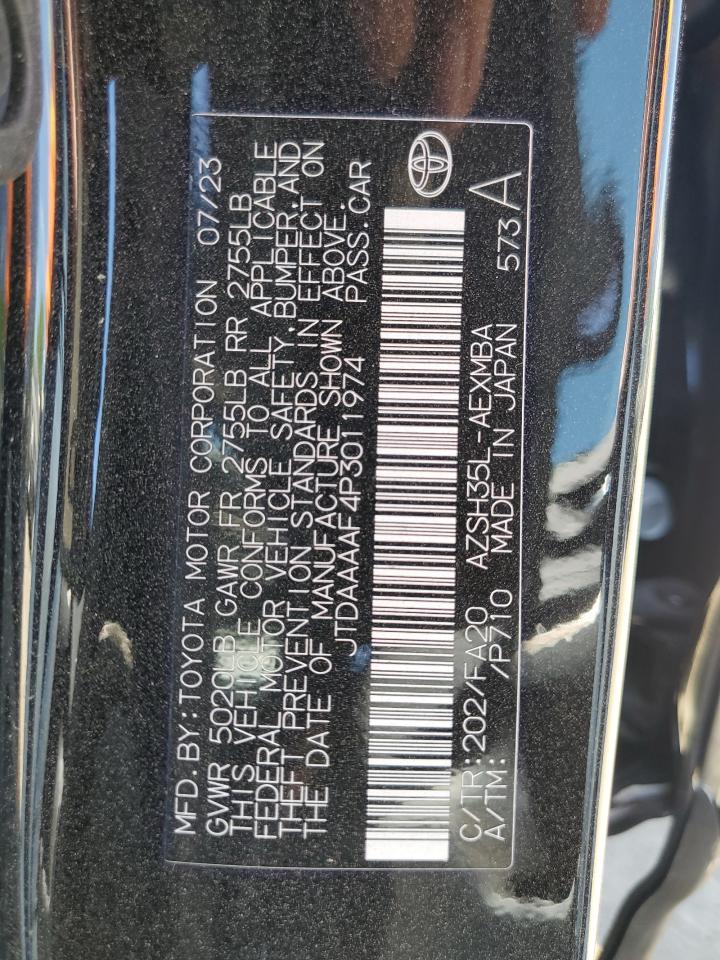 MFD. BY: TOYOTA MOTOR CORPORATION 07/23
GVWR 5020LB GAWR FR 2755LB RR 2755LB
THIS VEHICLE CONFORMS TO ALL APPLICABLE
FEDERAL MOTOR VEHICLE SAFETY, BUMPER, AND
THEFT PREVENTION STANDARDS IN EFFECT ON
THE DATE OF MANUFACTURE SHOWN ABOVE.
JTDAAAAF4P3011974 PASS.CAR
C/TR: 202/FA20 AZSH35L-AEXMBA
A/TM: /P710 MADE IN JAPAN 573 A